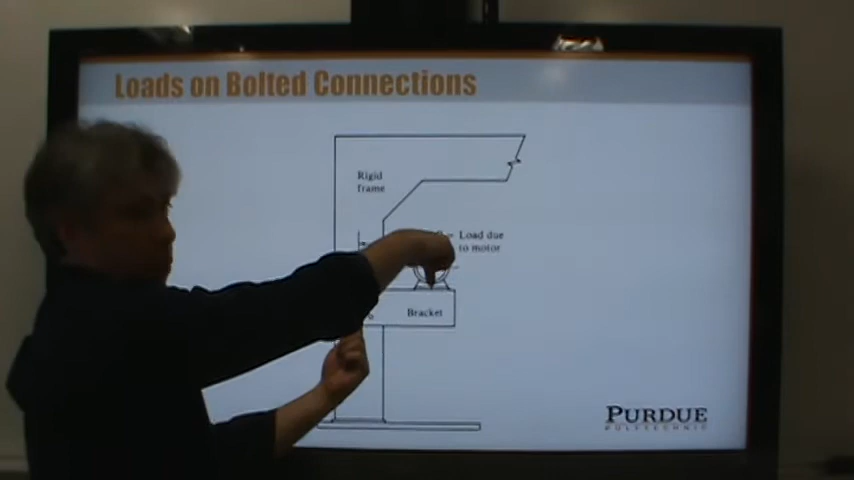 Loads on Bolted Connections
Rigid
frame
Load due
to motor
Bracket
PURDUE
POLYTECHNIC